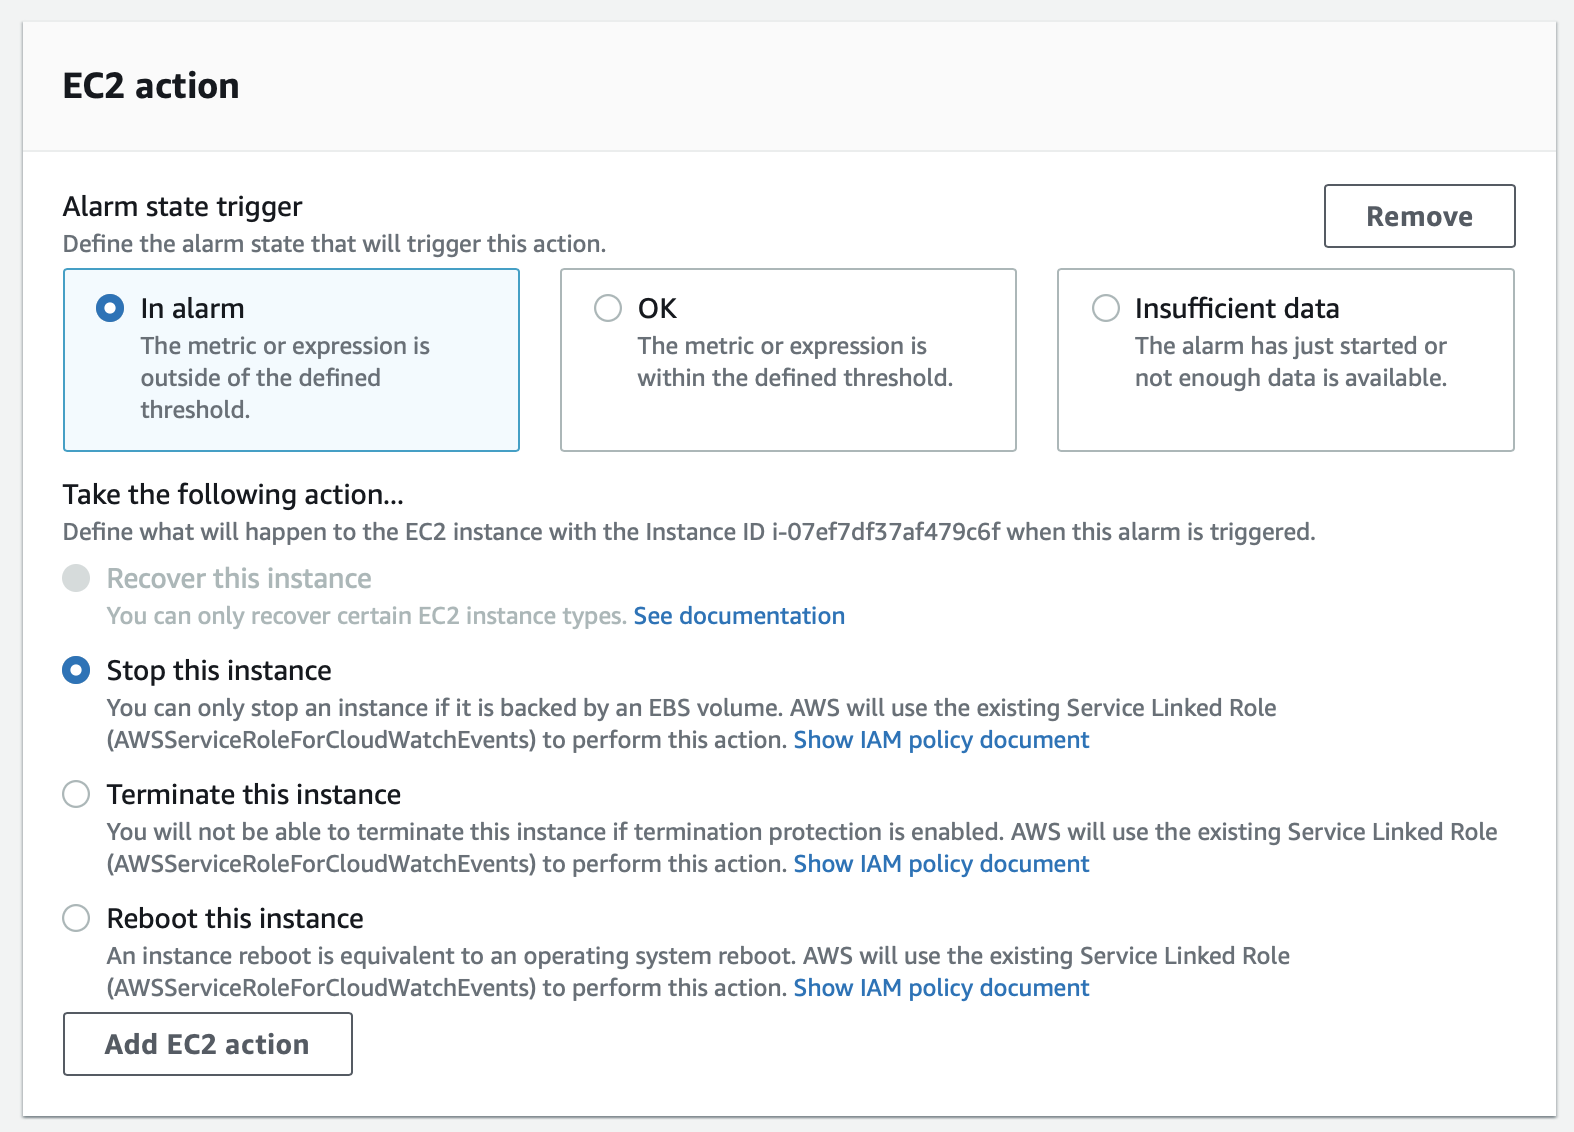 EC2 action
Alarm state trigger
Define the alarm state that will trigger this action.
Remove
In alarm
The metric or expression is
outside of the defined
threshold.
OK
The metric or expression is
within the defined threshold.
Insufficient data
The alarm has just started or
not enough data is available.
Take the following action...
Define what will happen to the EC2 instance with the Instance ID i-07ef7df37af479c6f when this alarm is triggered.
Recover this instance
You can only recover certain EC2 instance types. See documentation
Stop this instance
You can only stop an instance if it is backed by an EBS volume. AWS will use the existing Service Linked Role
(AWSServiceRoleForCloudWatchEvents) to perform this action. Show IAM policy document
Terminate this instance
You will not be able to terminate this instance if termination protection is enabled. AWS will use the existing Service Linked Role
(AWSServiceRoleForCloudWatchEvents) to perform this action. Show IAM policy document
Reboot this instance
An instance reboot is equivalent to an operating system reboot. AWS will use the existing Service Linked Role
(AWSServiceRoleForCloudWatchEvents) to perform this action. Show IAM policy document
Add EC2 action